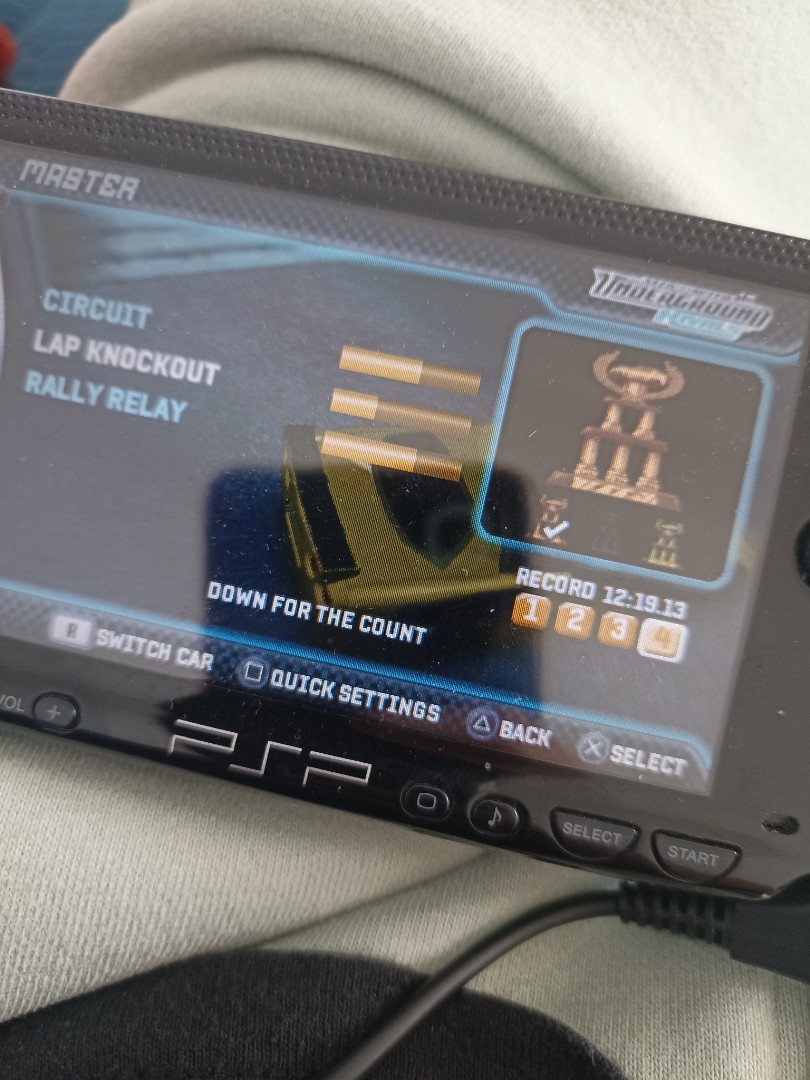 MASTER
UNDERGROUND
RIVALS
CIRCUIT
LAP KNOCKOUT
RALLY RELAY
RECORD 12:19.13
1 2 3 4
DOWN FOR THE COUNT
R SWITCH CAR
QUICK SETTINGS
BACK
SELECT
VOL +
PSP
SELECT
START